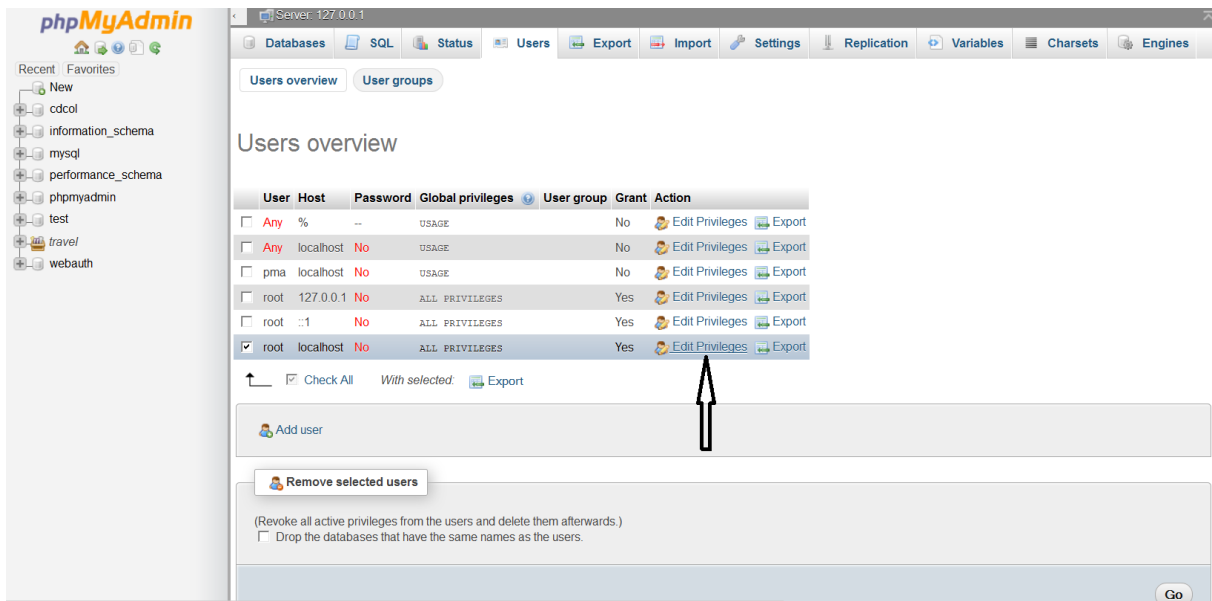 phpMyAdmin
Server: 127.0.0.1
Databases SQL Status Users Export Import Settings Replication Variables Charsets Engines
Recent Favorites
New
cdcol
information_schema
mysql
performance_schema
phpmyadmin
test
travel
webauth
Users overview User groups
Users overview
User Host Password Global privileges User group Grant Action
Any % -- USAGE No Edit Privileges Export
Any localhost No USAGE No Edit Privileges Export
pma localhost No USAGE No Edit Privileges Export
root 127.0.0.1 No ALL PRIVILEGES Yes Edit Privileges Export
root ::1 No ALL PRIVILEGES Yes Edit Privileges Export
root localhost No ALL PRIVILEGES Yes Edit Privileges Export
Check All With selected: Export
Add user
Remove selected users
(Revoke all active privileges from the users and delete them afterwards.)
Drop the databases that have the same names as the users.
Go